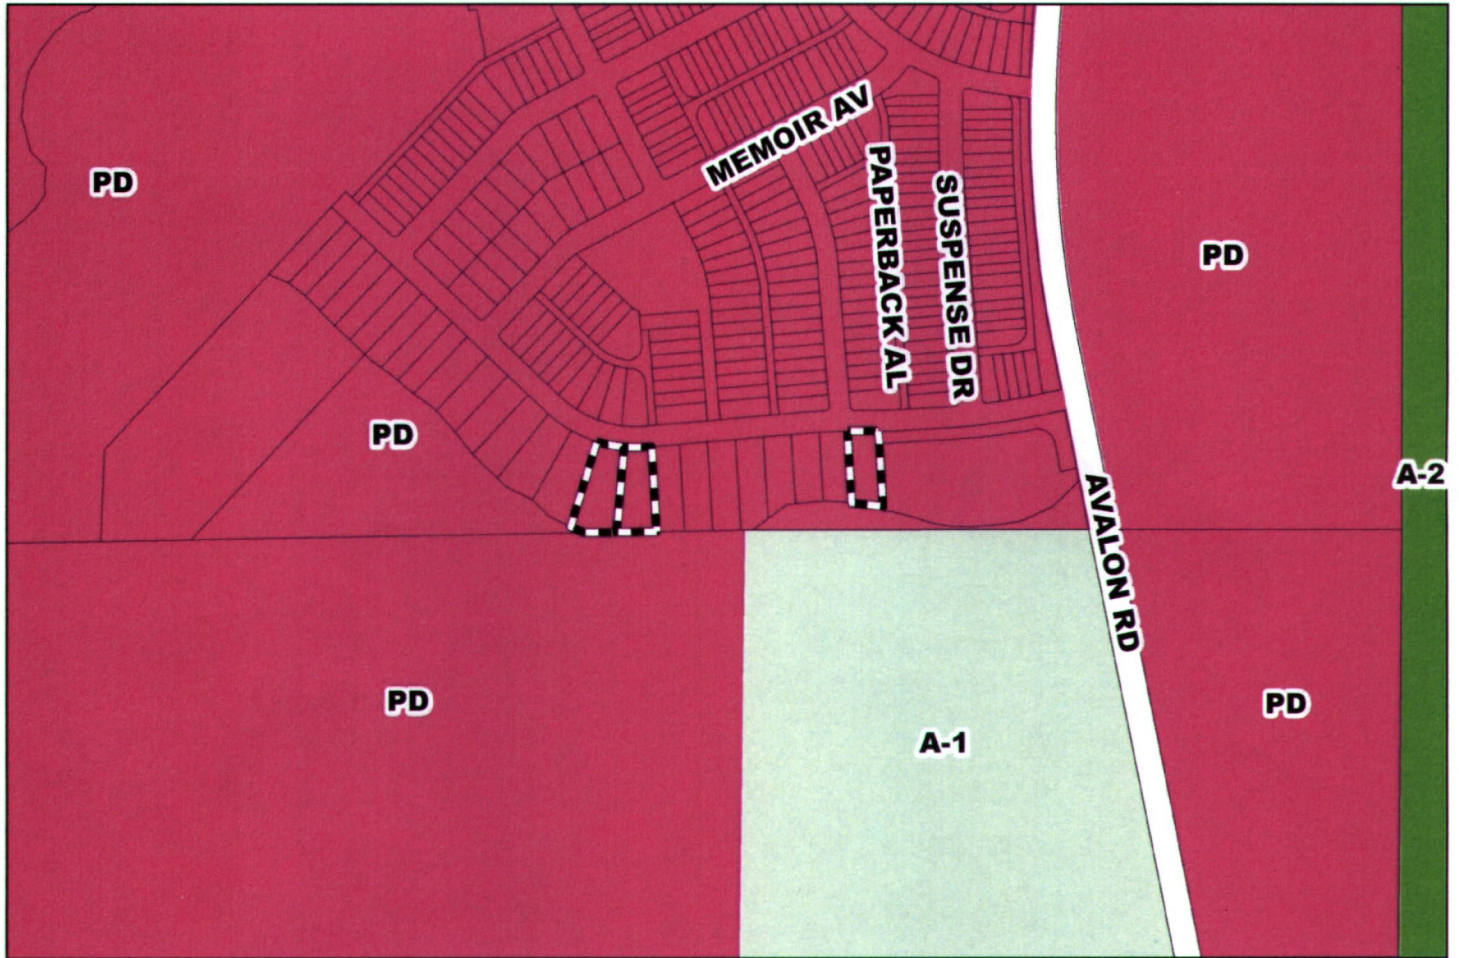 MEMOIR AV
PD
PAPERBACK AL
SUSPENSE DR
PD
PD
A-2
AVALON RD
PD
A-1
PD